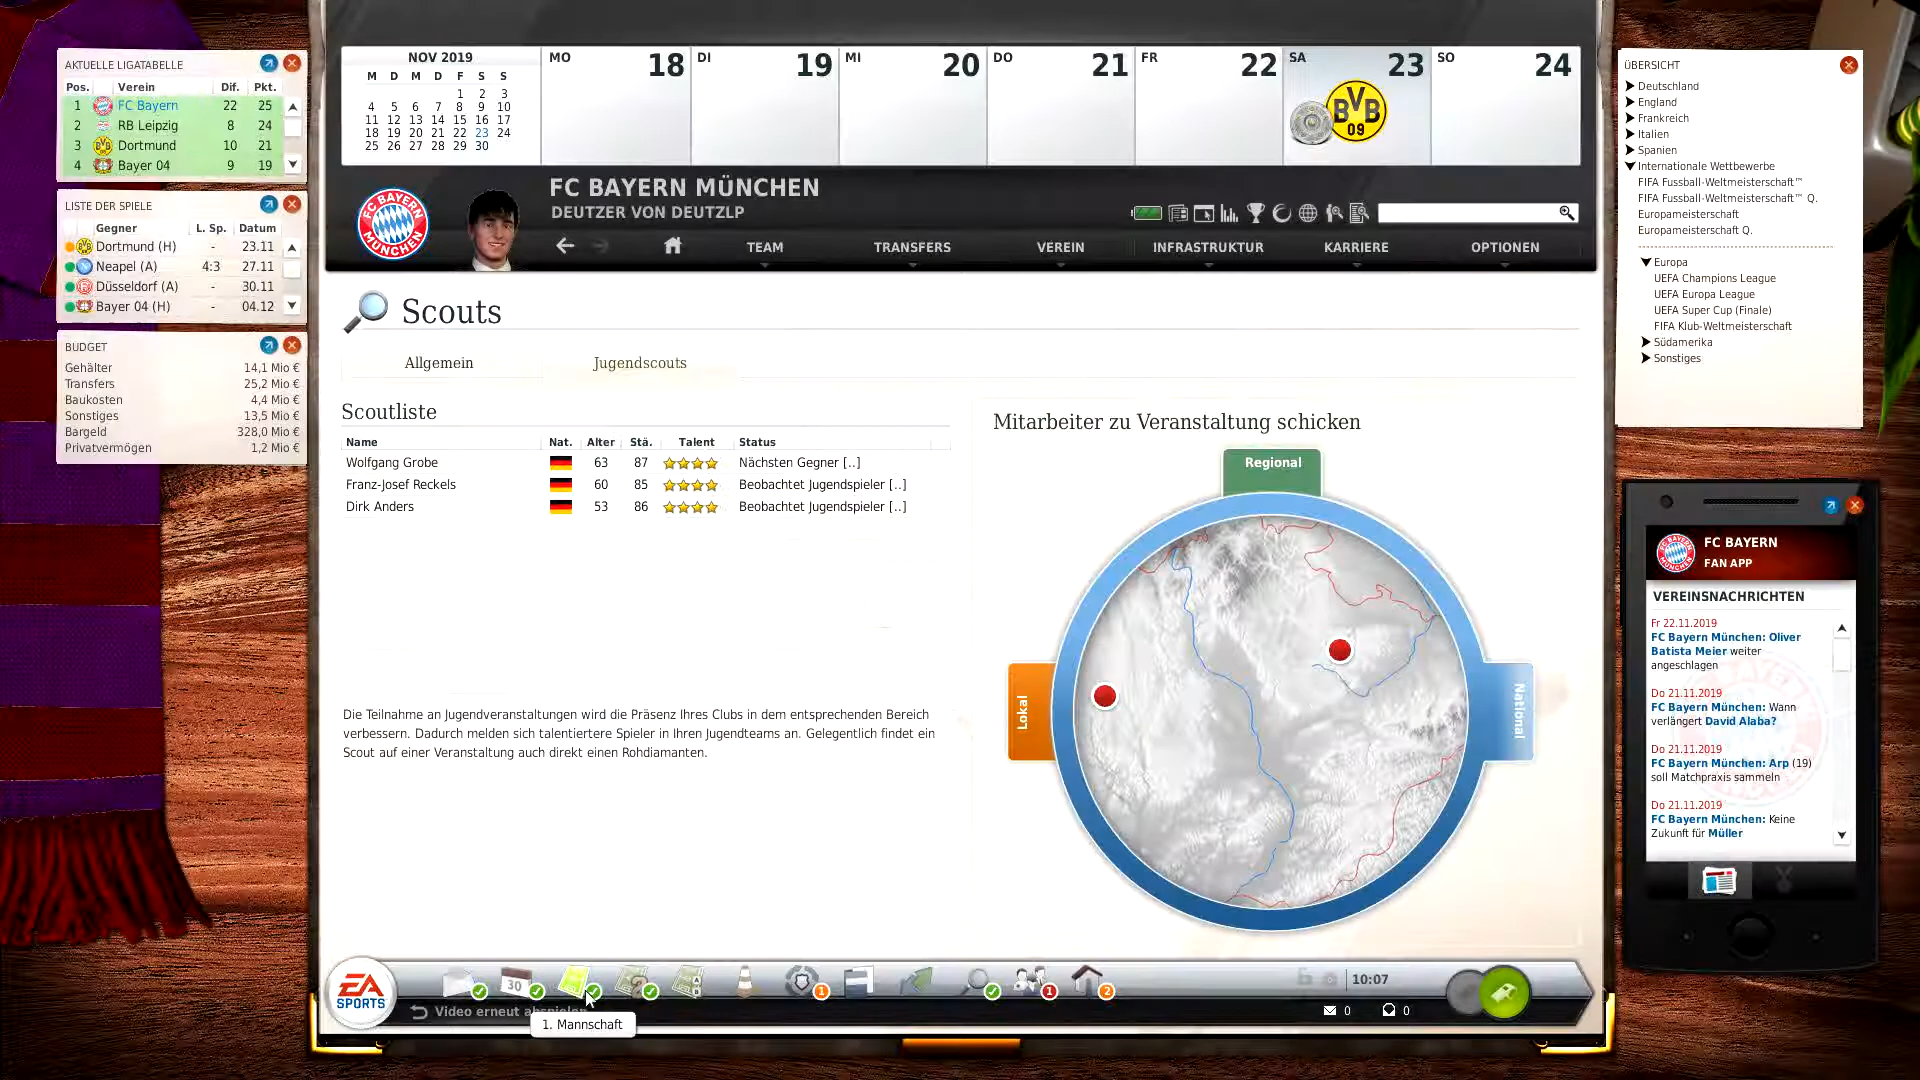 AKTUELLE LIGATABELLE
Pos. Verein Dif. Pkt.
1 FC Bayern 22 25
2 RB Leipzig 8 24
3 Dortmund 10 21
4 Bayer 04 9 19
LISTE DER SPIELE
Gegner L. Sp. Datum
Dortmund (H) - 23.11
Neapel (A) 4:3 27.11
Düsseldorf (A) - 30.11
Bayer 04 (H) - 04.12
BUDGET
Gehälter 14,1 Mio €
Transfers 25,2 Mio €
Baukosten 4,4 Mio €
Sonstiges 13,5 Mio €
Bargeld 328,0 Mio €
Privatvermögen 1,2 Mio €
NOV 2019
M D M D F S S
1 2 3
4 5 6 7 8 9 10
11 12 13 14 15 16 17
18 19 20 21 22 23 24
25 26 27 28 29 30
MO 18 DI 19 MI 20 DO 21 FR 22 SA 23 SO 24
BVB
09
FC BAYERN MÜNCHEN
DEUTZER VON DEUTZLP
FC BAYERN
MÜNCHEN
TEAM TRANSFERS VEREIN INFRASTRUKTUR KARRIERE OPTIONEN
Scouts
Allgemein Jugendscouts
Scoutliste
Name Nat. Alter Stä. Talent Status
Wolfgang Grobe 63 87 Nächsten Gegner [..]
Franz-Josef Reckels 60 85 Beobachtet Jugendspieler [..]
Dirk Anders 53 86 Beobachtet Jugendspieler [..]
Die Teilnahme an Jugendveranstaltungen wird die Präsenz Ihres Clubs in dem entsprechenden Bereich
verbessern. Dadurch melden sich talentiertere Spieler in Ihren Jugendteams an. Gelegentlich findet ein
Scout auf einer Veranstaltung auch direkt einen Rohdiamanten.
Mitarbeiter zu Veranstaltung schicken
Regional
Lokal
National
ÜBERSICHT
Deutschland
England
Frankreich
Italien
Spanien
Internationale Wettbewerbe
FIFA Fussball-Weltmeisterschaft™
FIFA Fussball-Weltmeisterschaft™ Q.
Europameisterschaft
Europameisterschaft Q.
Europa
UEFA Champions League
UEFA Europa League
UEFA Super Cup (Finale)
FIFA Klub-Weltmeisterschaft
Südamerika
Sonstiges
FC BAYERN
FAN APP
VEREINSNACHRICHTEN
Fr 22.11.2019
FC Bayern München: Oliver
Batista Meier weiter
angeschlagen
Do 21.11.2019
FC Bayern München: Wann
verlängert David Alaba?
Do 21.11.2019
FC Bayern München: Arp (19)
soll Matchpraxis sammeln
Do 21.11.2019
FC Bayern München: Keine
Zukunft für Müller
EA
SPORTS
30
1
1
2
10:07
Video erneut abspielen
0 0
1. Mannschaft